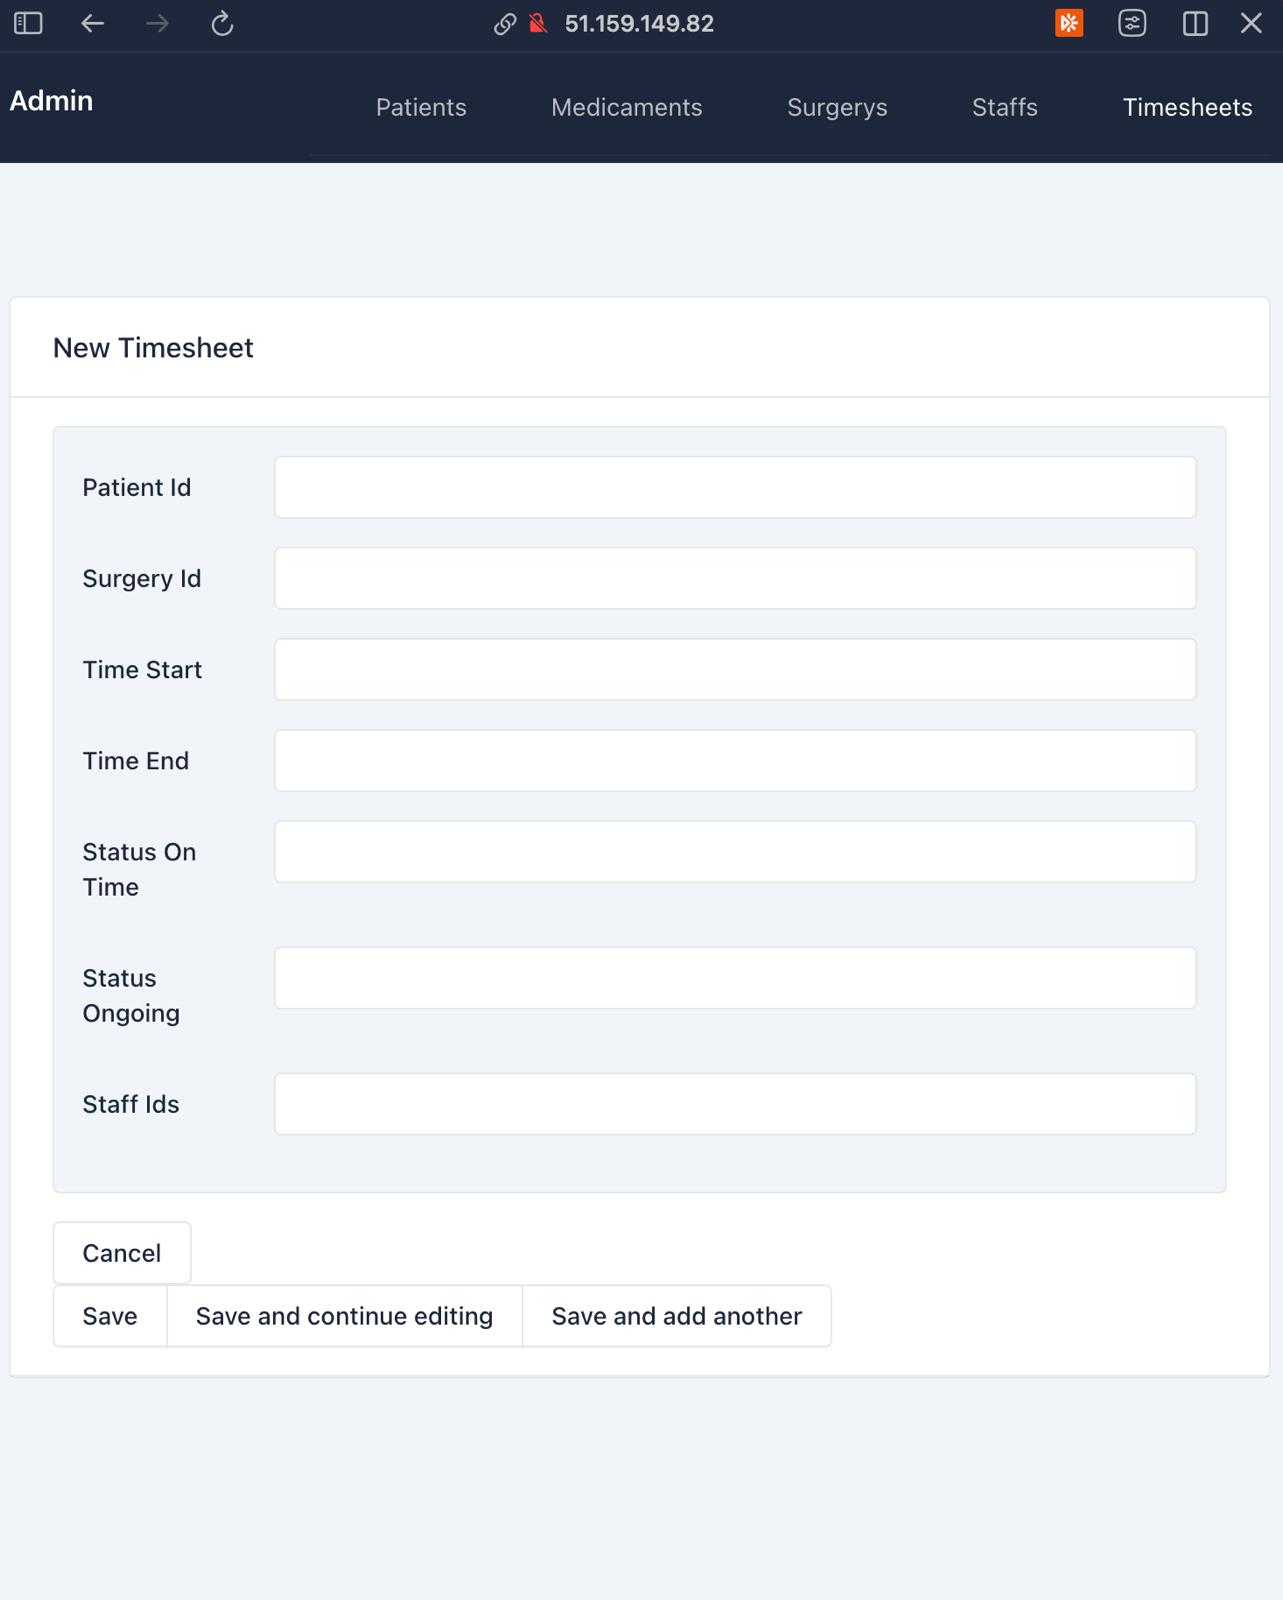 51.159.149.82
Admin
Patients
Medicaments
Surgerys
Staffs
Timesheets
New Timesheet
Patient Id
Surgery Id
Time Start
Time End
Status On
Time
Status
Ongoing
Staff Ids
Cancel
Save
Save and continue editing
Save and add another